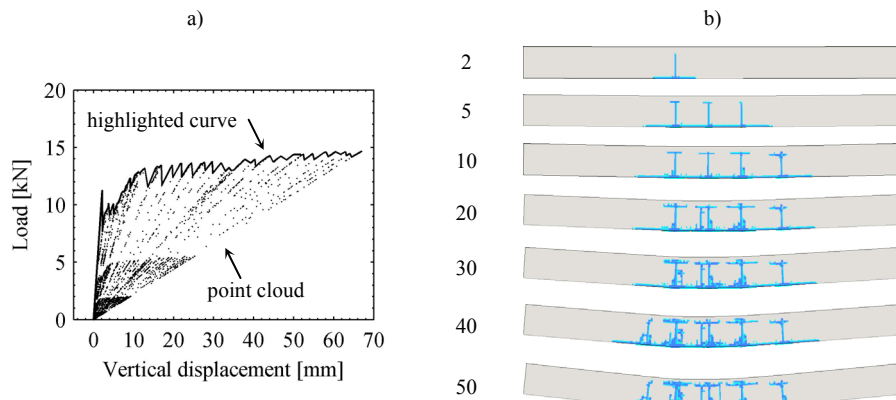 a)
b)
20
15
10
5
0
Load [kN]
highlighted curve
point cloud
0 10 20 30 40 50 60 70
Vertical displacement [mm]
2
5
10
20
30
40
50